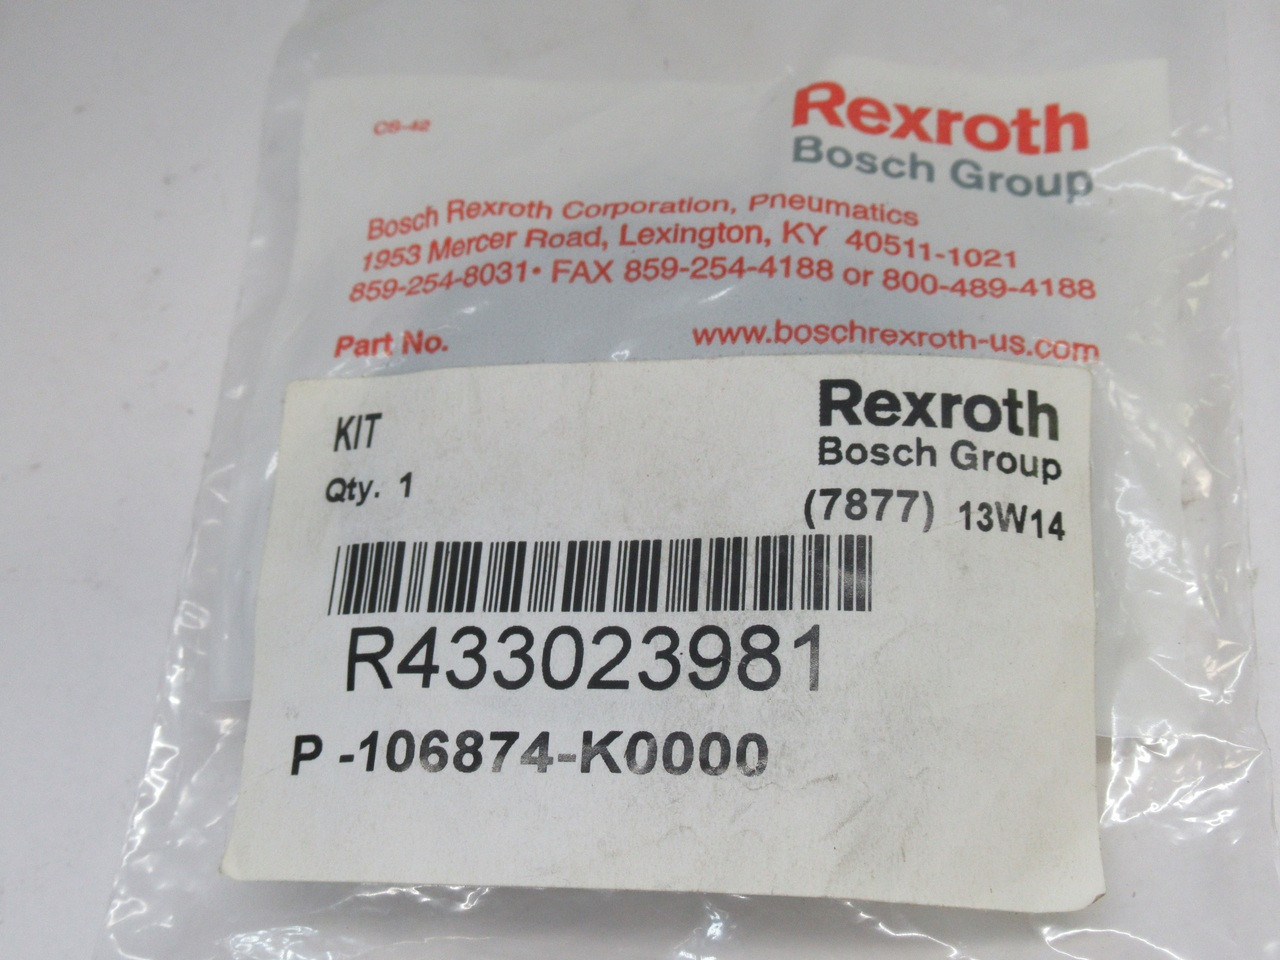 CS-42
Rexroth
Bosch Group
Bosch Rexroth Corporation, Pneumatics
1953 Mercer Road, Lexington, KY 40511-1021
859-254-8031• FAX 859-254-4188 or 800-489-4188
Part No. www.boschrexroth-us.com
KIT
Rexroth
Bosch Group
Qty. 1
(7877) 13W14
R433023981
P -106874-K0000